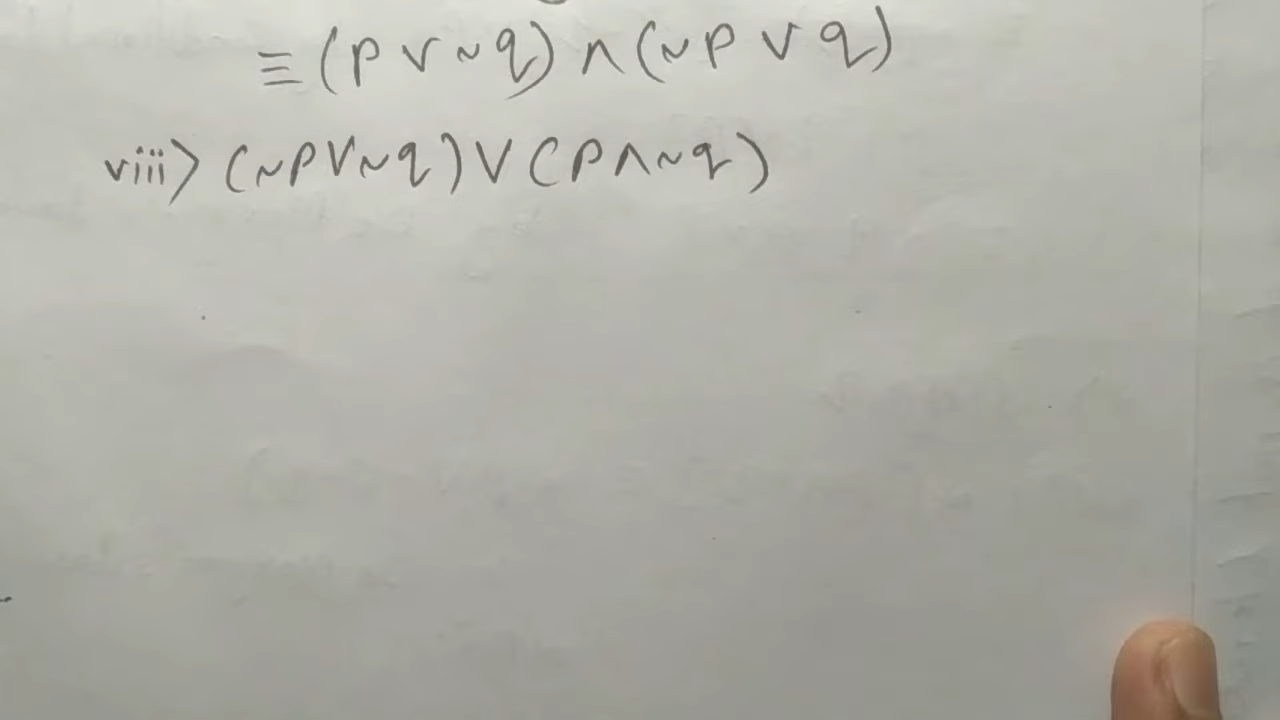 ≡ (p ∨ ~q) ∧ (~p ∨ q)
viii> (~p ∨ ~q) ∨ (p ∧ ~q)